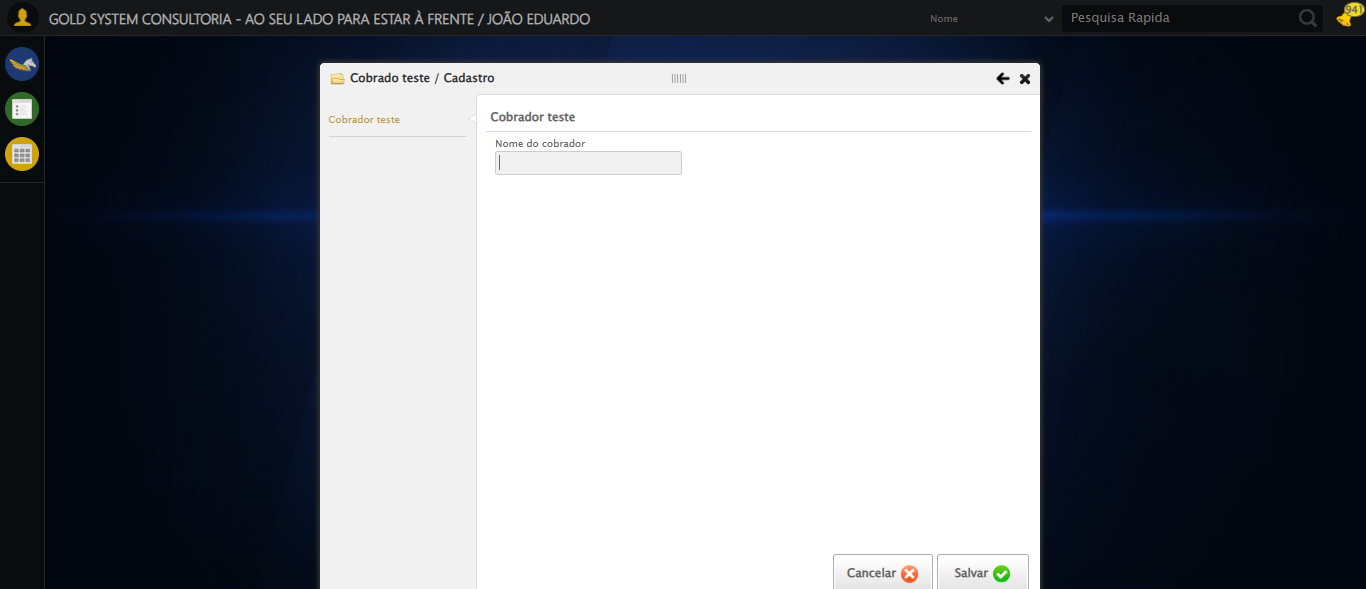 GOLD SYSTEM CONSULTORIA - AO SEU LADO PARA ESTAR À FRENTE / JOÃO EDUARDO
Nome
Pesquisa Rapida
941
Cobrado teste / Cadastro
Cobrador teste
Cobrador teste
Nome do cobrador
Cancelar
Salvar